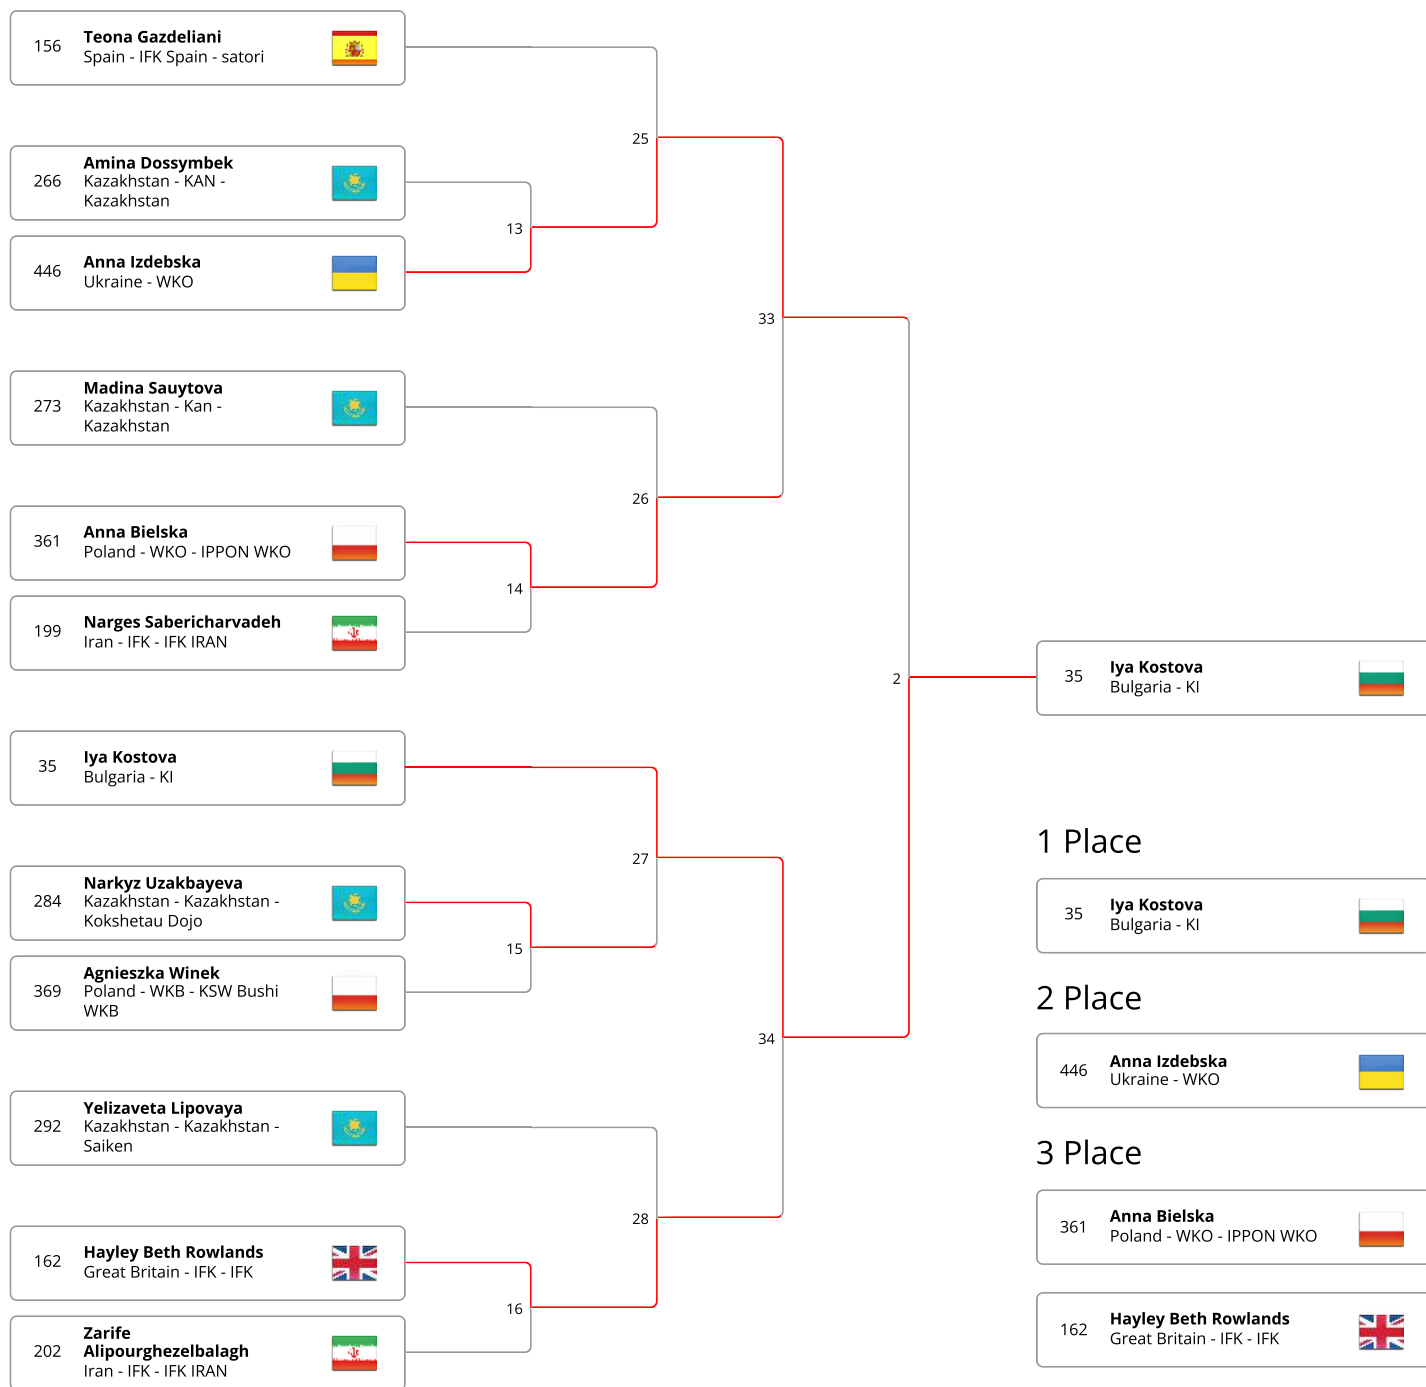 156
Teona Gazdeliani
Spain - IFK Spain - satori
25
266
Amina Dossymbek
Kazakhstan - KAN -
Kazakhstan
13
446
Anna Izdebska
Ukraine - WKO
33
273
Madina Sauytova
Kazakhstan - Kan -
Kazakhstan
26
361
Anna Bielska
Poland - WKO - IPPON WKO
14
199
Narges Sabericharvadeh
Iran - IFK - IFK IRAN
2
35
Iya Kostova
Bulgaria - KI
35
Iya Kostova
Bulgaria - KI
27
284
Narkyz Uzakbayeva
Kazakhstan - Kazakhstan -
Kokshetau Dojo
15
369
Agnieszka Winek
Poland - WKB - KSW Bushi
WKB
34
292
Yelizaveta Lipovaya
Kazakhstan - Kazakhstan -
Saiken
28
162
Hayley Beth Rowlands
Great Britain - IFK - IFK
16
202
Zarife
Alipourghezelbalagh
Iran - IFK - IFK IRAN
1 Place
35
Iya Kostova
Bulgaria - KI
2 Place
446
Anna Izdebska
Ukraine - WKO
3 Place
361
Anna Bielska
Poland - WKO - IPPON WKO
162
Hayley Beth Rowlands
Great Britain - IFK - IFK